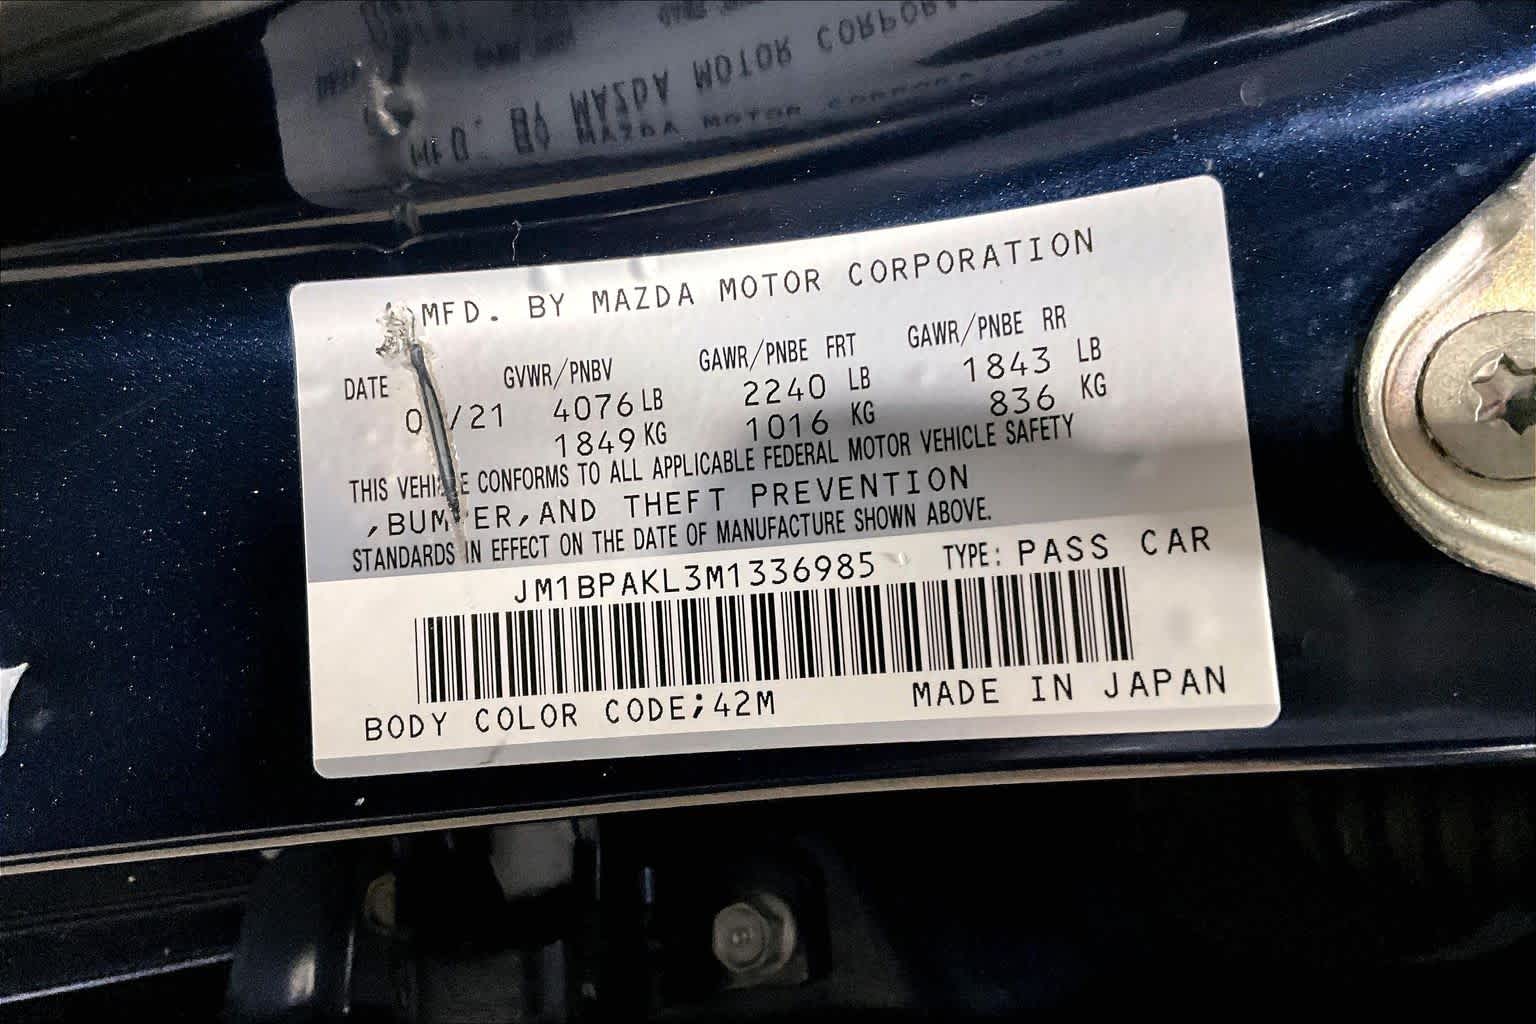 MFD. BY MAZDA MOTOR CORPORATION
DATE GVWR/PNBV GAWR/PNBE FRT GAWR/PNBE RR
4076 LB 2240 LB 1843 LB
1849 KG 1016 KG 836 KG
THIS VEHICLE CONFORMS TO ALL APPLICABLE FEDERAL MOTOR VEHICLE SAFETY
,BUMPER,AND THEFT PREVENTION
STANDARDS IN EFFECT ON THE DATE OF MANUFACTURE SHOWN ABOVE.
JM1BPAKL3M1336985 TYPE: PASS CAR
BODY COLOR CODE;42M MADE IN JAPAN